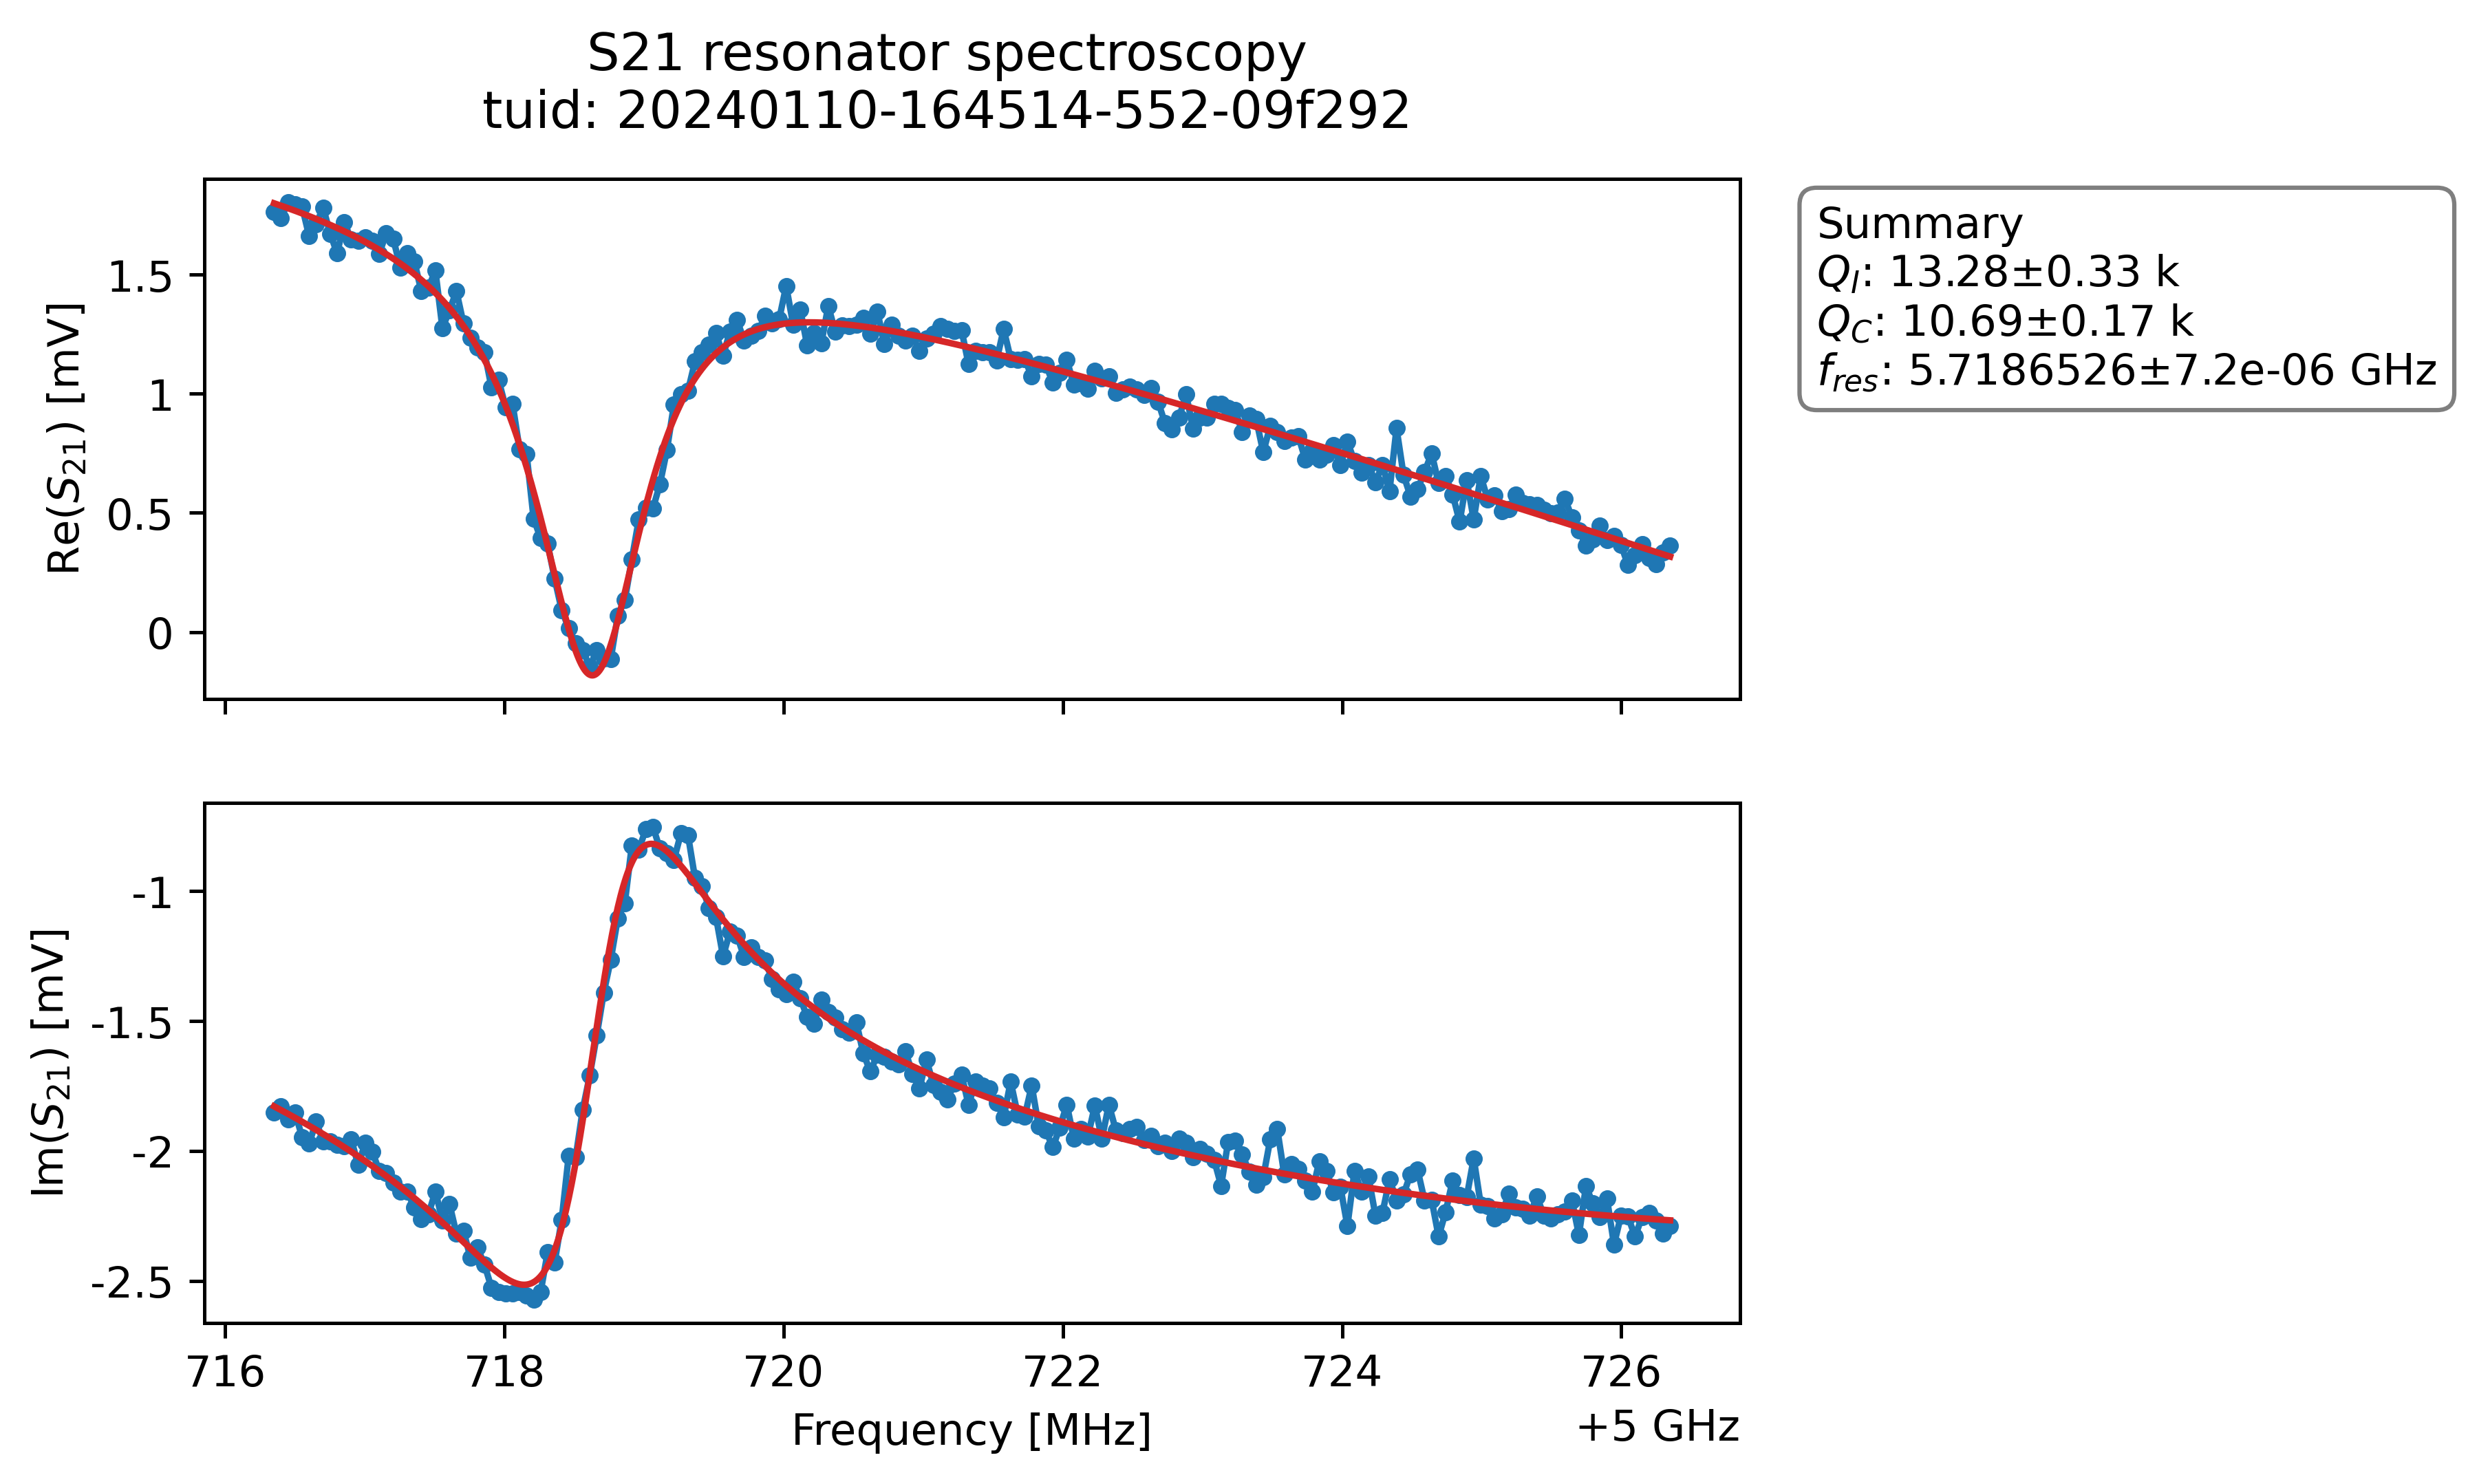 S21 resonator spectroscopy
tuid: 20240110-164514-552-09f292
Re(S21) [mV]
1.5
1
0.5
0
Summary
QI: 13.28±0.33 k
QC: 10.69±0.17 k
fres: 5.7186526±7.2e-06 GHz
Im(S21) [mV]
-1
-1.5
-2
-2.5
716 718 720 722 724 726
Frequency [MHz]
+5 GHz